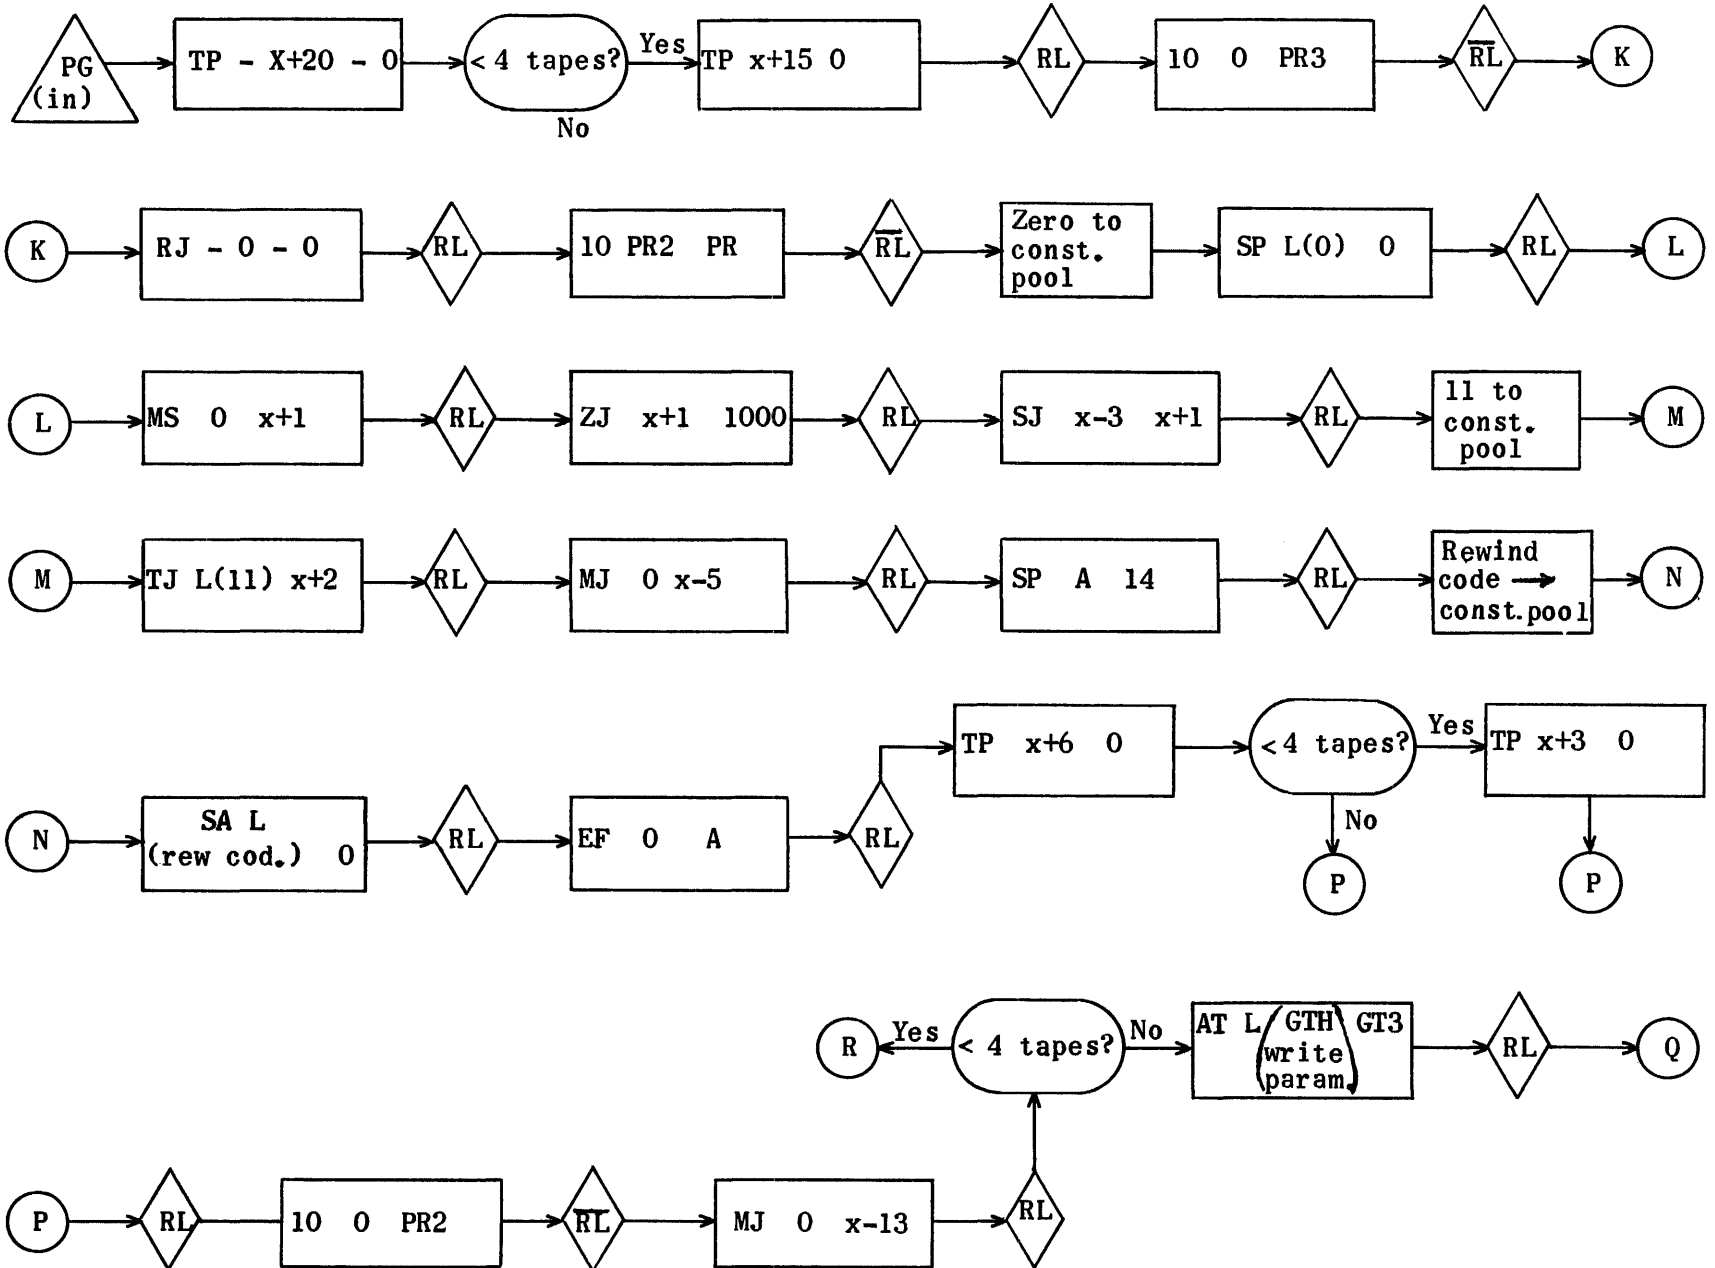 PG
(in)
TP - X+20 - 0
< 4 tapes?
Yes
No
TP x+15 0
RL
10 0 PR3
RL
K
K
RJ - 0 - 0
RL
10 PR2 PR
RL
Zero to
const.
pool
SP L(0) 0
RL
L
L
MS 0 x+1
RL
ZJ x+1 1000
RL
SJ x-3 x+1
RL
11 to
const.
pool
M
M
TJ L(11) x+2
RL
MJ 0 x-5
RL
SP A 14
RL
Rewind
code →
const.pool
N
N
SA L
(rew cod.) 0
RL
EF 0 A
RL
TP x+6 0
< 4 tapes?
Yes
No
TP x+3 0
P
P
R
Yes
< 4 tapes?
No
AT L(GTH) GT3
write
param.
RL
Q
P
RL
10 0 PR2
RL
MJ 0 x-13
RL